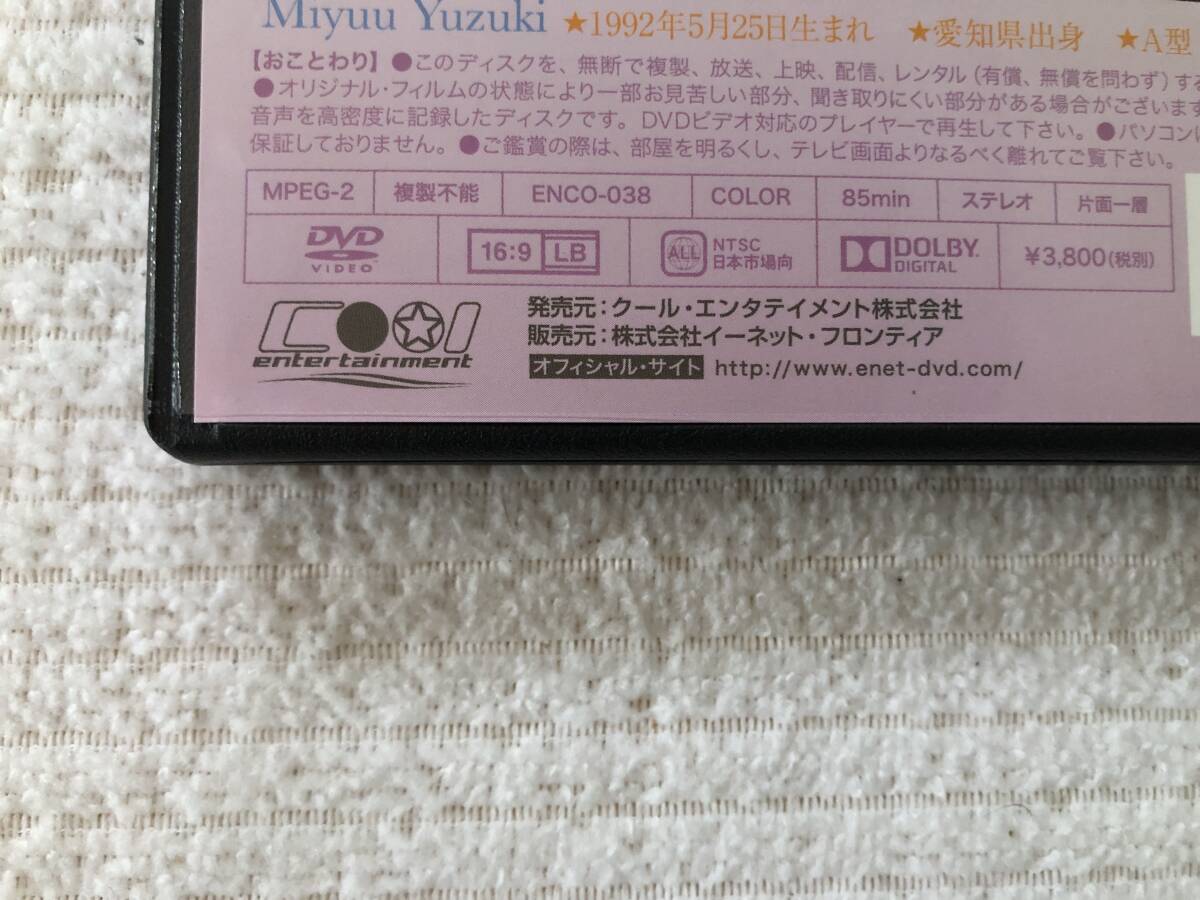 Miyuu Yuzuki ★1992年5月25日生まれ ★愛知県出身 ★A型
【おことわり】●このディスクを、無断で複製、放送、上映、配信、レンタル(有償、無償を問わず)する
●オリジナル・フィルムの状態により一部お見苦しい部分、聞き取りにくい部分がある場合がございます
音声を高密度に記録したディスクです。DVDビデオ対応のプレイヤーで再生して下さい。●パソコンに
保証しておりません。●ご鑑賞の際は、部屋を明るくし、テレビ画面よりなるべく離れてご覧下さい。
MPEG-2 複製不能 ENCO-038 COLOR 85min ステレオ 片面一層
DVD VIDEO 16:9 LB ALL NTSC 日本市場向 DOLBY. DIGITAL ¥3,800(税別)
COOL entertainment
発売元:クール・エンタテイメント株式会社
販売元:株式会社イーネット・フロンティア
オフィシャル・サイト http://www.enet-dvd.com/